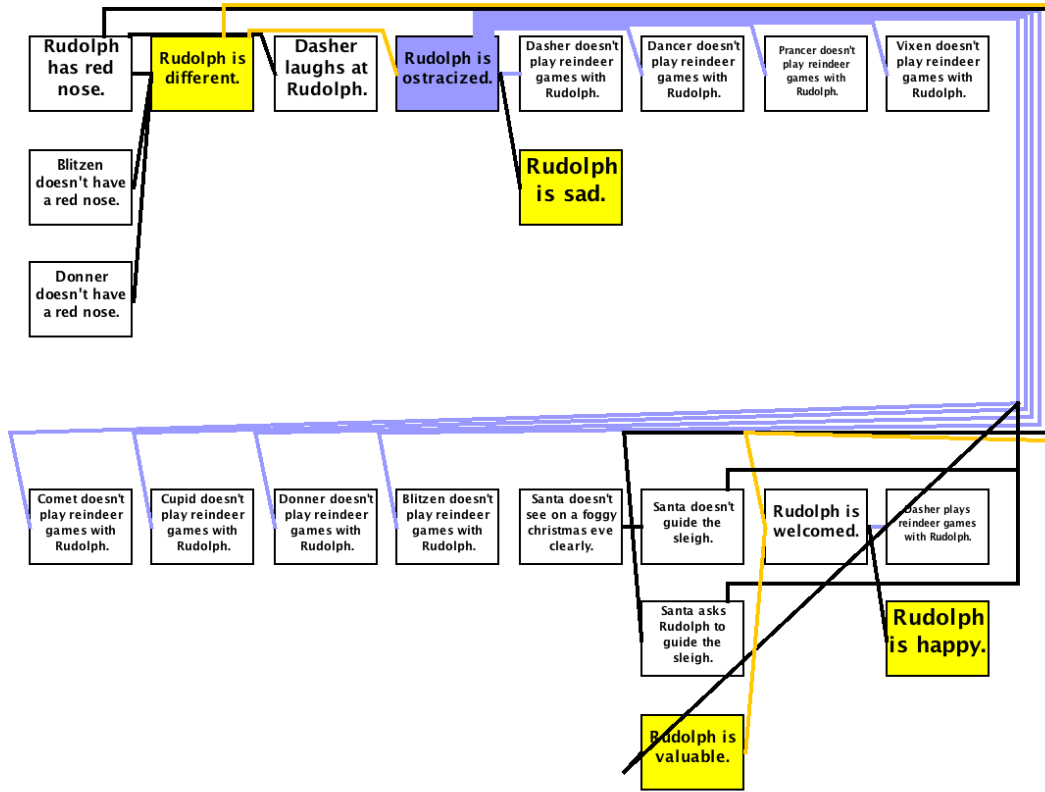 Rudolph
has red
nose.
Rudolph is
different.
Dasher
laughs at
Rudolph.
Rudolph is
ostracized.
Dasher doesn't
play reindeer
games with
Rudolph.
Dancer doesn't
play reindeer
games with
Rudolph.
Prancer doesn't
play reindeer
games with
Rudolph.
Vixen doesn't
play reindeer
games with
Rudolph.
Blitzen
doesn't have
a red nose.
Rudolph
is sad.
Donner
doesn't have
a red nose.
Comet doesn't
play reindeer
games with
Rudolph.
Cupid doesn't
play reindeer
games with
Rudolph.
Donner doesn't
play reindeer
games with
Rudolph.
Blitzen doesn't
play reindeer
games with
Rudolph.
Santa doesn't
see on a foggy
christmas eve
clearly.
Santa doesn't
guide the
sleigh.
Rudolph is
welcomed.
Dasher plays
reindeer games
with Rudolph.
Santa asks
Rudolph to
guide the
sleigh.
Rudolph
is happy.
Rudolph is
valuable.